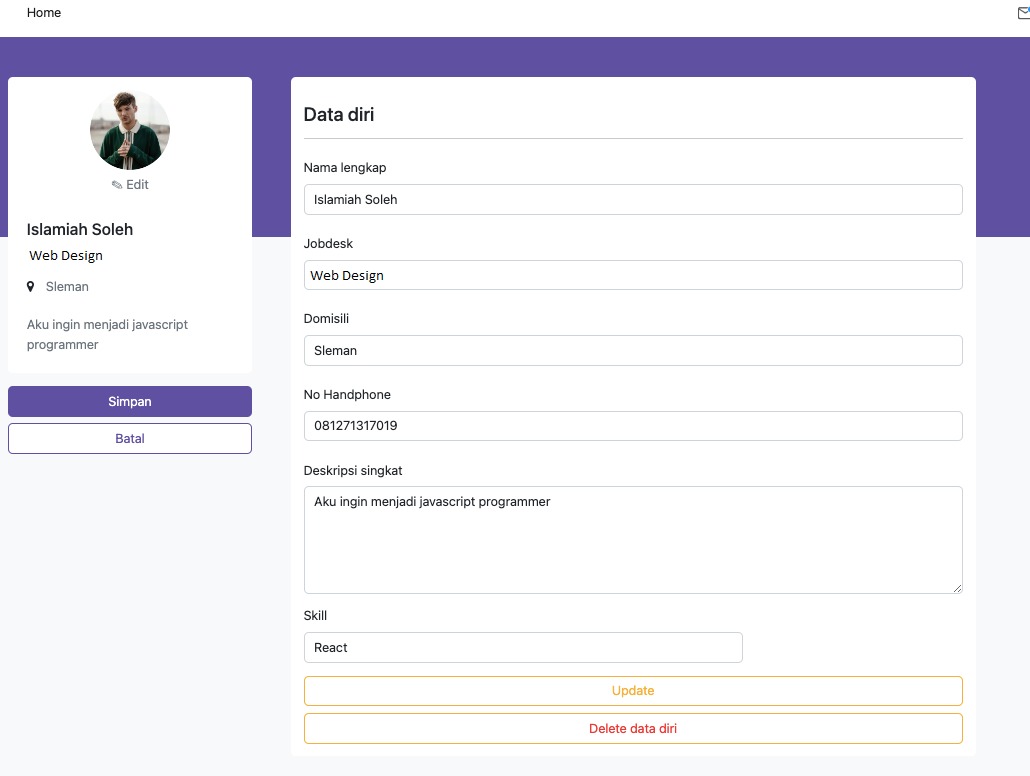 Home
Edit
Islamiah Soleh
Web Design
Sleman
Aku ingin menjadi javascript
programmer
Simpan
Batal
Data diri
Nama lengkap
Islamiah Soleh
Jobdesk
Web Design
Domisili
Sleman
No Handphone
081271317019
Deskripsi singkat
Aku ingin menjadi javascript programmer
Skill
React
Update
Delete data diri